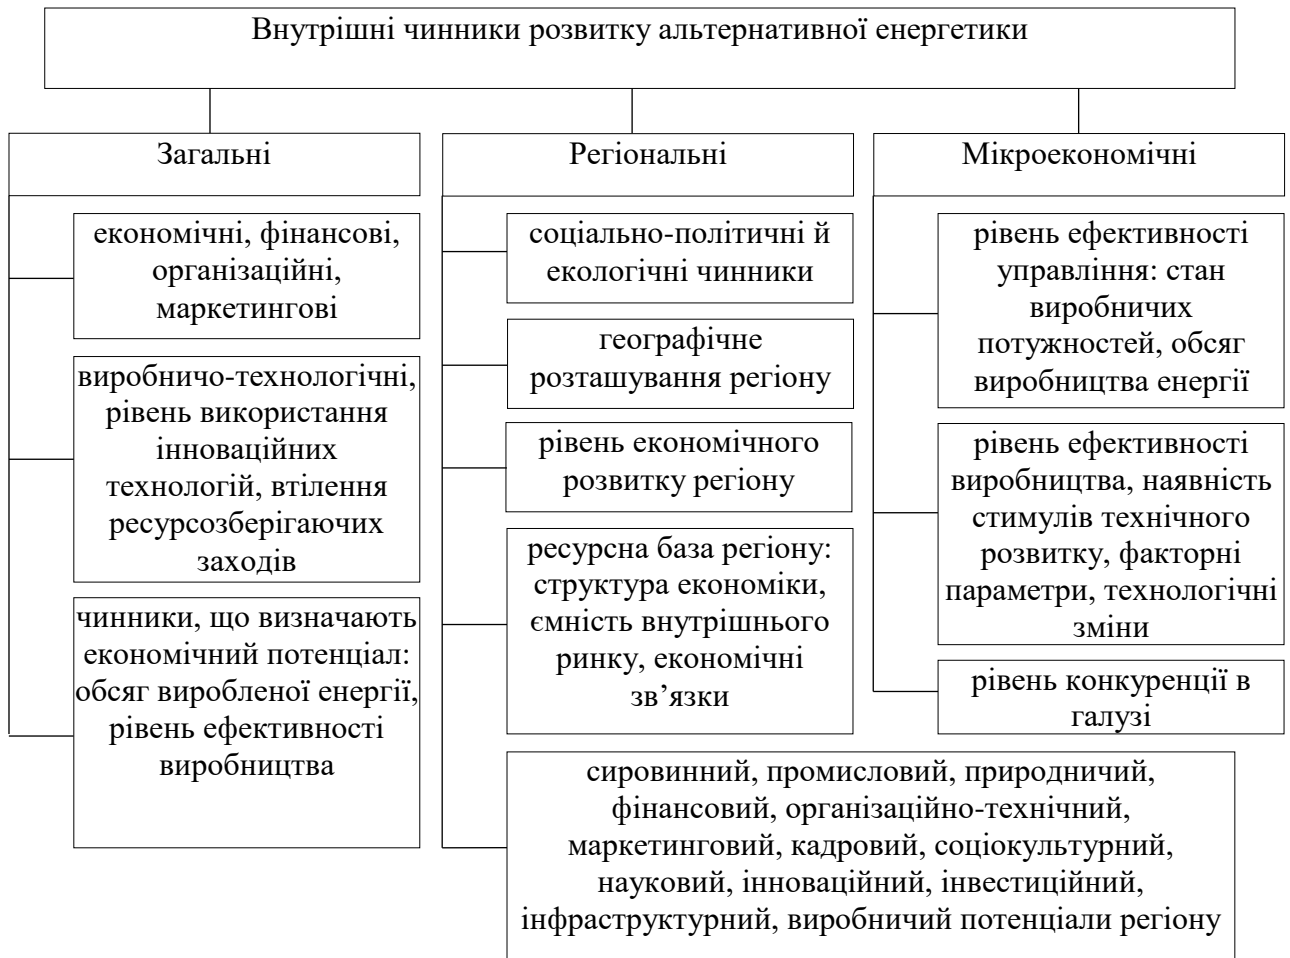 Внутрішні чинники розвитку альтернативної енергетики
Загальні
економічні, фінансові,
організаційні,
маркетингові
виробничо-технологічні,
рівень використання
інноваційних
технологій, втілення
ресурсозберігаючих
заходів
чинники, що визначають
економічний потенціал:
обсяг виробленої енергії,
рівень ефективності
виробництва
Регіональні
соціально-політичні й
екологічні чинники
географічне
розташування регіону
рівень економічного
розвитку регіону
ресурсна база регіону:
структура економіки,
ємність внутрішнього
ринку, економічні
зв’язки
сировинний, промисловий, природничий,
фінансовий, організаційно-технічний,
маркетинговий, кадровий, соціокультурний,
науковий, інноваційний, інвестиційний,
інфраструктурний, виробничий потенціали регіону
Мікроекономічні
рівень ефективності
управління: стан
виробничих
потужностей, обсяг
виробництва енергії
рівень ефективності
виробництва, наявність
стимулів технічного
розвитку, факторні
параметри, технологічні
зміни
рівень конкуренції в
галузі